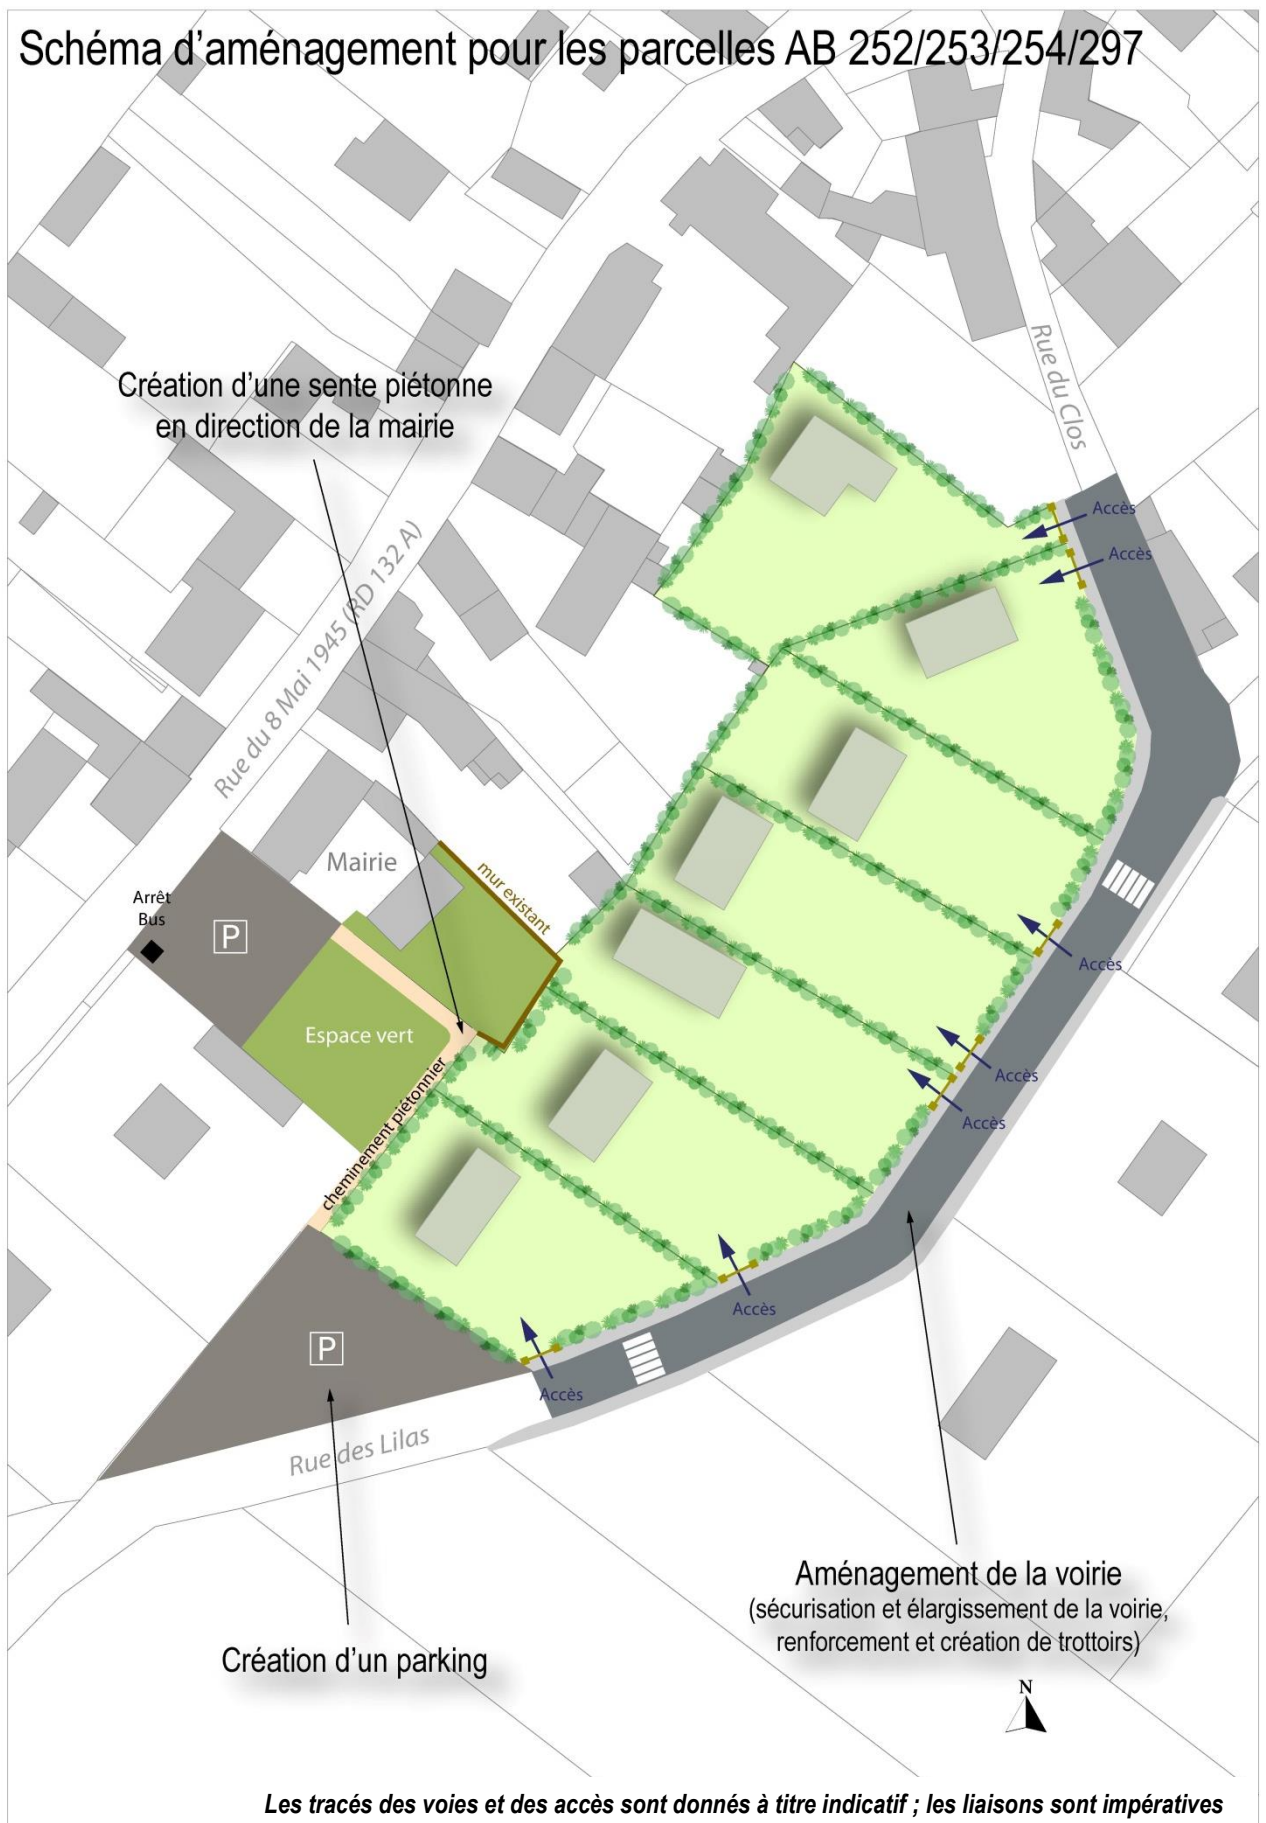 Schéma d’aménagement pour les parcelles AB 252/253/254/297
Création d’une sente piétonne
en direction de la mairie
Rue du Clos
Accès
Accès
Rue du 8 Mai 1945 (RD 132 A)
Mairie
mur existant
Arrêt
Bus
P
Espace vert
cheminement piétonnier
Accès
Accès
Accès
Accès
Accès
P
Rue des Lilas
Aménagement de la voirie
(sécurisation et élargissement de la voirie,
renforcement et création de trottoirs)
Création d’un parking
N
Les tracés des voies et des accès sont donnés à titre indicatif ; les liaisons sont impératives